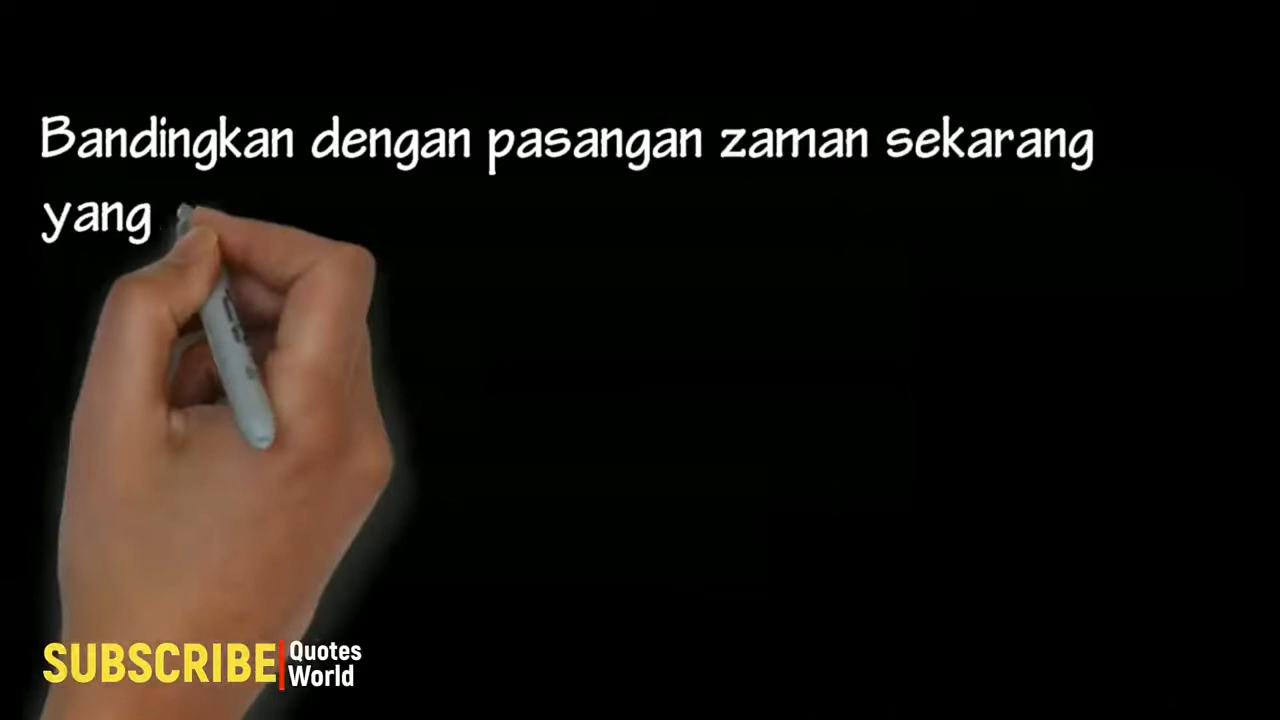 Bandingkan dengan pasangan zaman sekarang
yang
SUBSCRIBE
Quotes
World